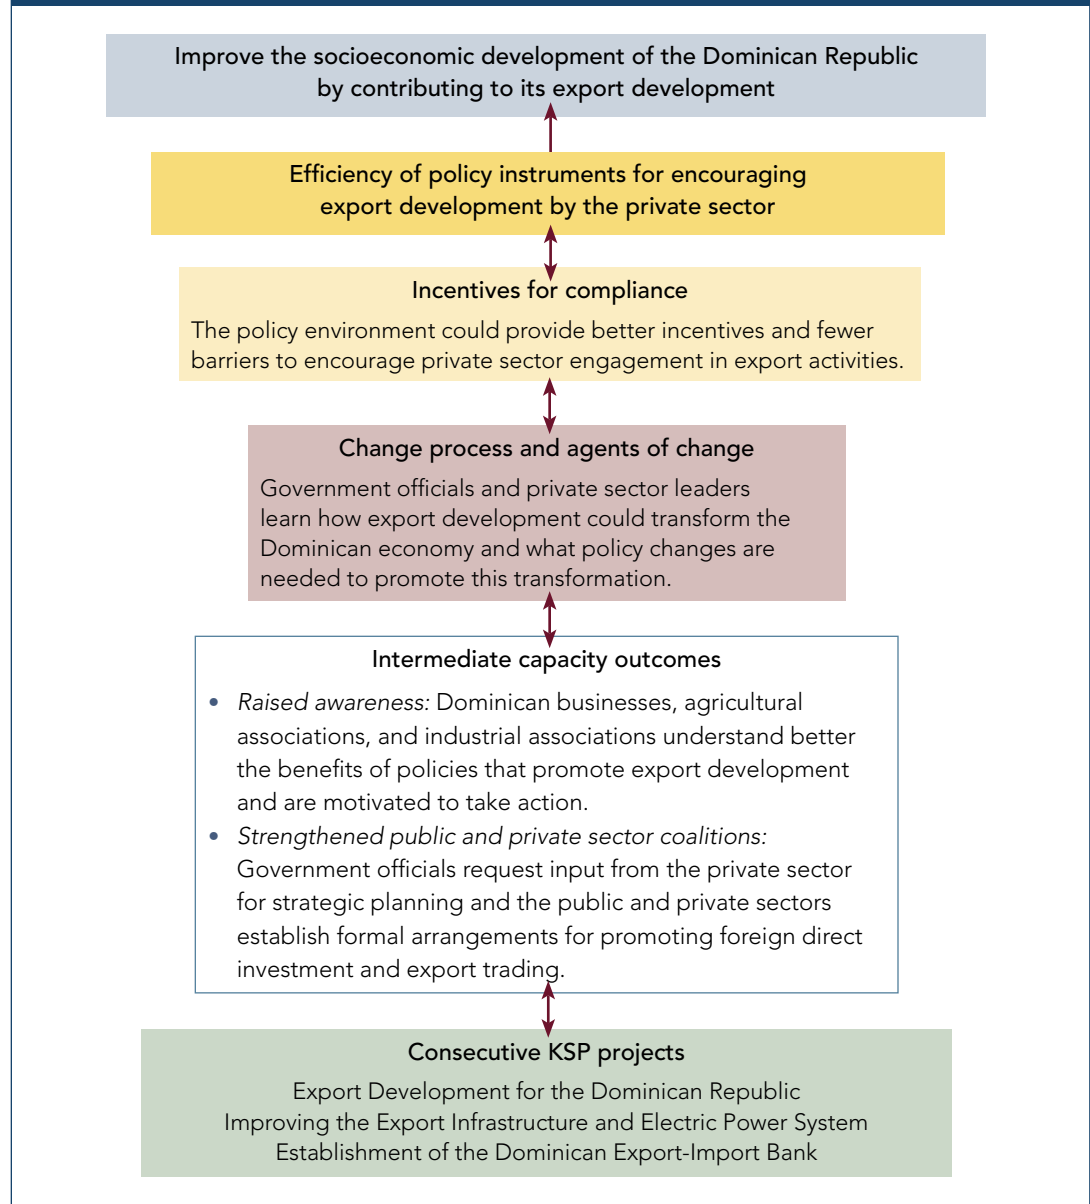 Improve the socioeconomic development of the Dominican Republic
by contributing to its export development
Efficiency of policy instruments for encouraging
export development by the private sector
Incentives for compliance
The policy environment could provide better incentives and fewer
barriers to encourage private sector engagement in export activities.
Change process and agents of change
Government officials and private sector leaders
learn how export development could transform the
Dominican economy and what policy changes are
needed to promote this transformation.
Intermediate capacity outcomes
• Raised awareness: Dominican businesses, agricultural
associations, and industrial associations understand better
the benefits of policies that promote export development
and are motivated to take action.
• Strengthened public and private sector coalitions:
Government officials request input from the private sector
for strategic planning and the public and private sectors
establish formal arrangements for promoting foreign direct
investment and export trading.
Consecutive KSP projects
Export Development for the Dominican Republic
Improving the Export Infrastructure and Electric Power System
Establishment of the Dominican Export-Import Bank